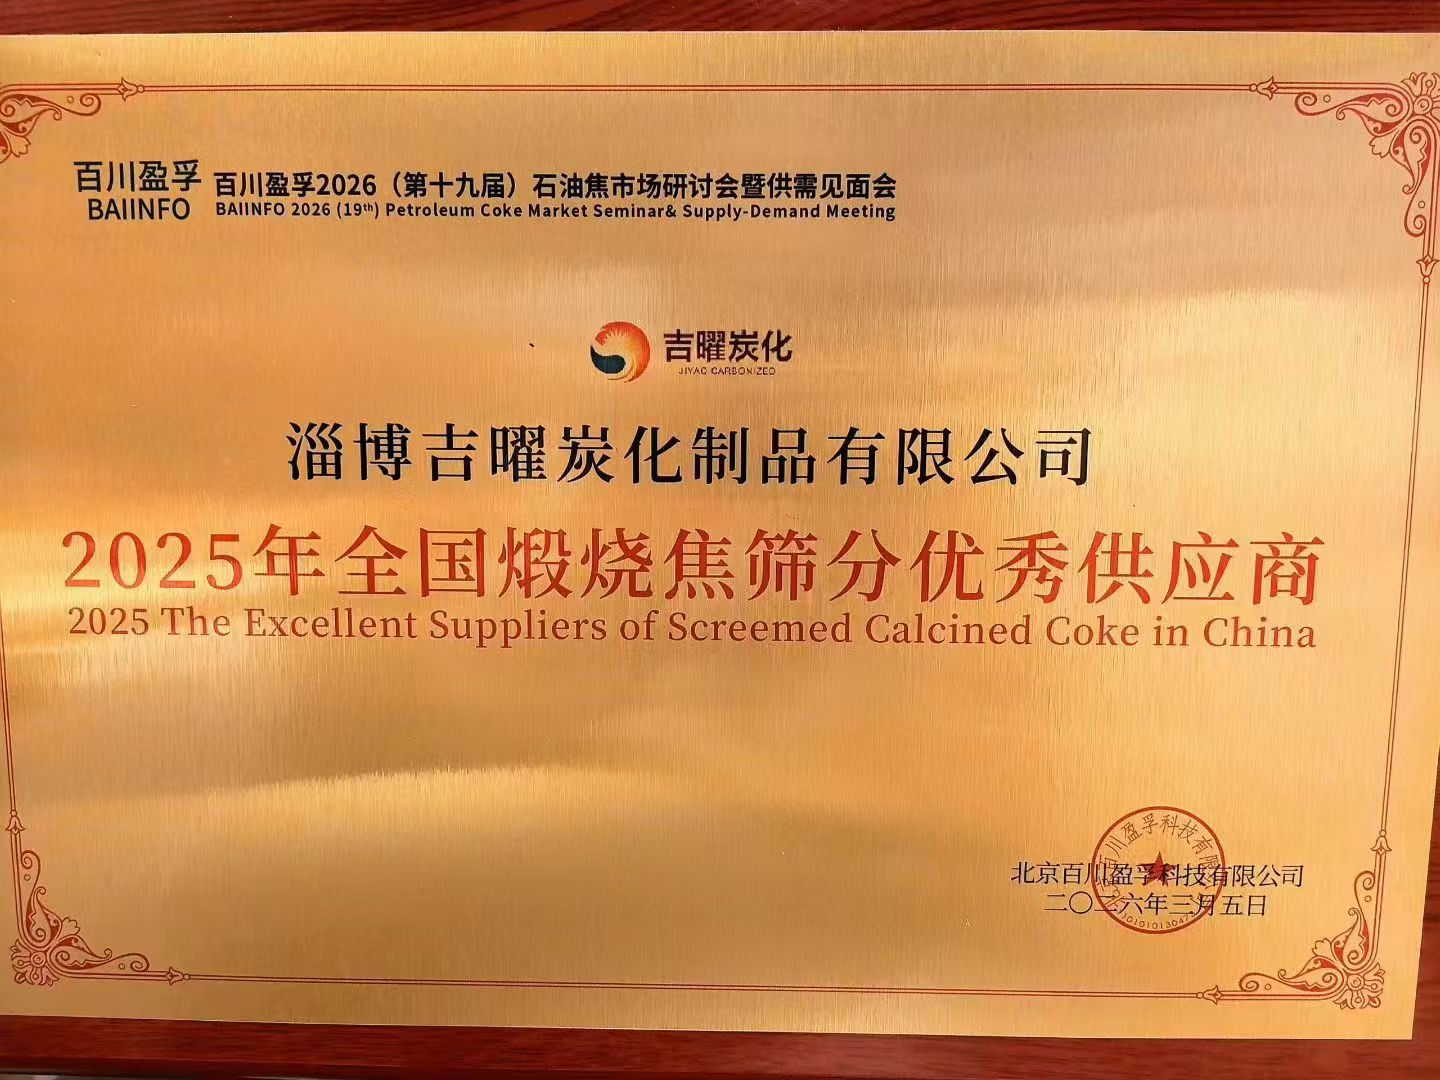 百川盈孚
BAIINFO
百川盈孚2026（第十九届）石油焦市场研讨会暨供需见面会
BAIINFO 2026 (19th) Petroleum Coke Market Seminar& Supply-Demand Meeting
吉曜炭化
JIYAO CARBONIZED
淄博吉曜炭化制品有限公司
2025年全国煅烧焦筛分优秀供应商
2025 The Excellent Suppliers of Screemed Calcined Coke in China
北京百川盈孚科技有限公司
二〇二六年三月五日